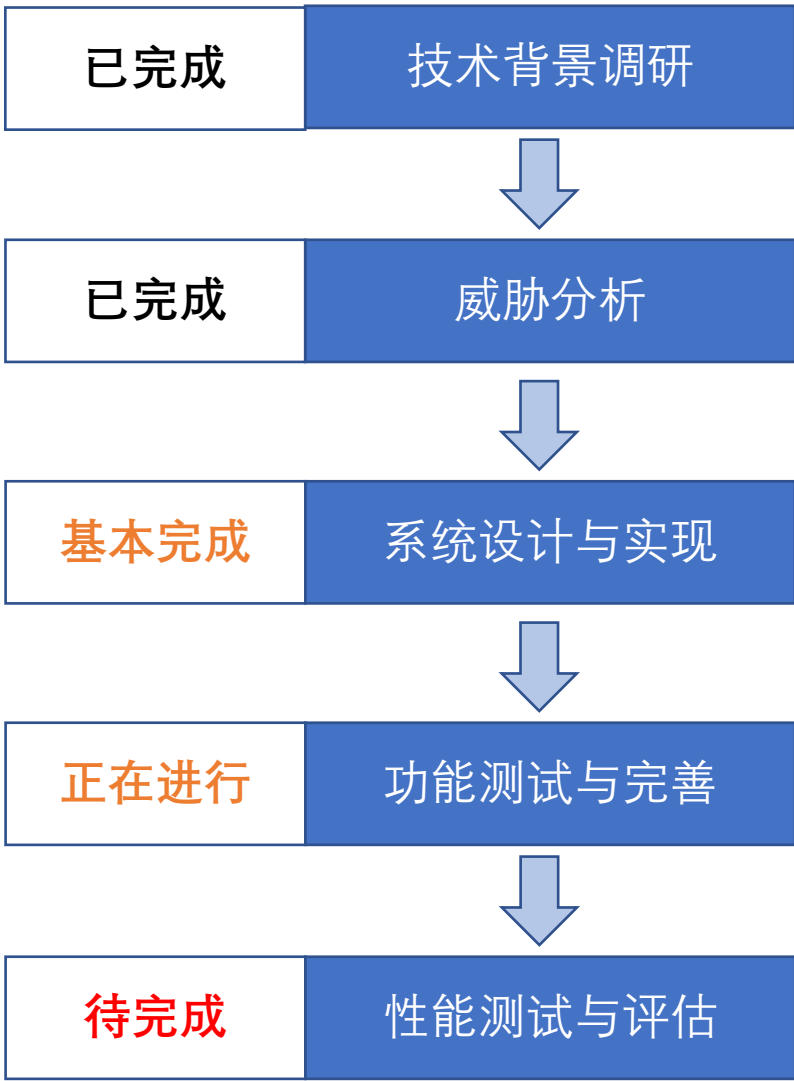 已完成 技术背景调研
已完成 威胁分析
基本完成 系统设计与实现
正在进行 功能测试与完善
待完成 性能测试与评估